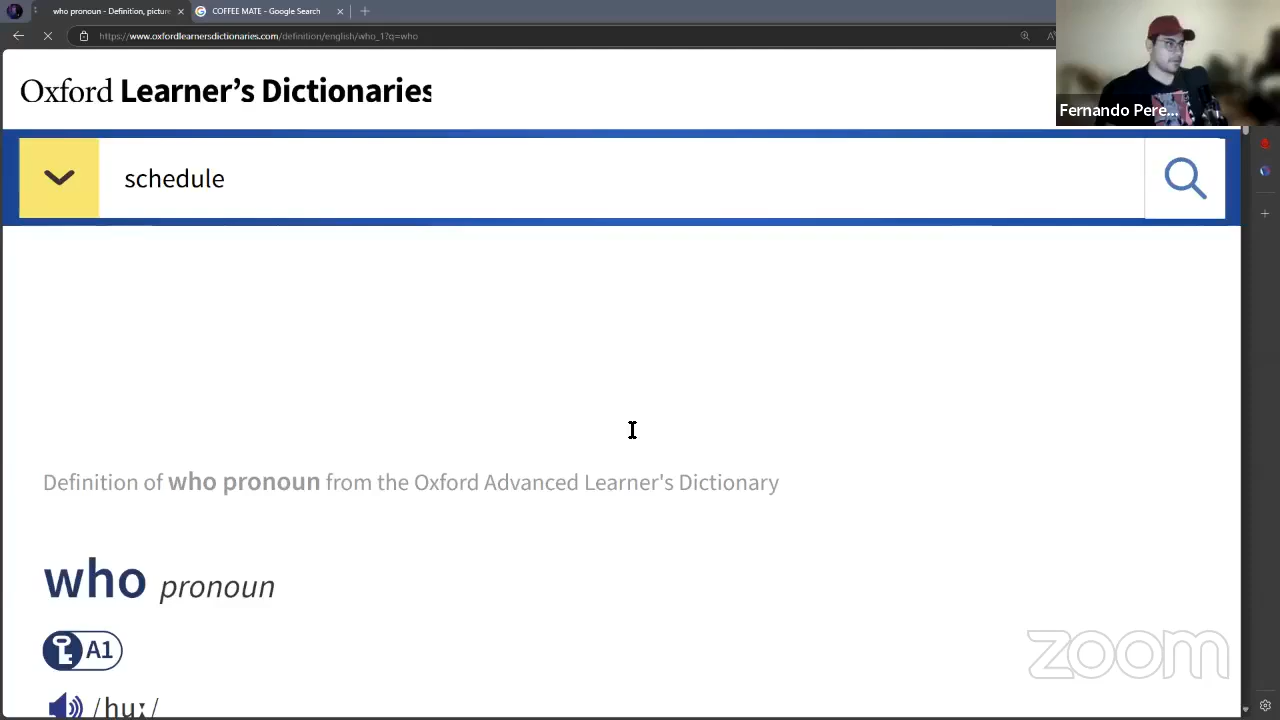 who pronoun - Definition, picture
COFFEE MATE - Google Search
https://www.oxfordlearnersdictionaries.com/definition/english/who_1?q=who
Oxford Learner's Dictionaries
Fernando Pere...
schedule
Definition of who pronoun from the Oxford Advanced Learner's Dictionary
who pronoun
A1
/huː/
zoom